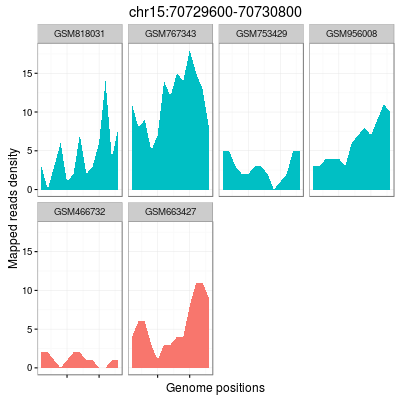 chr15:70729600-70730800
GSM818031 GSM767343 GSM753429 GSM956008
15
10
5
0
GSM466732 GSM663427
15
10
5
0
Mapped reads density
Genome positions